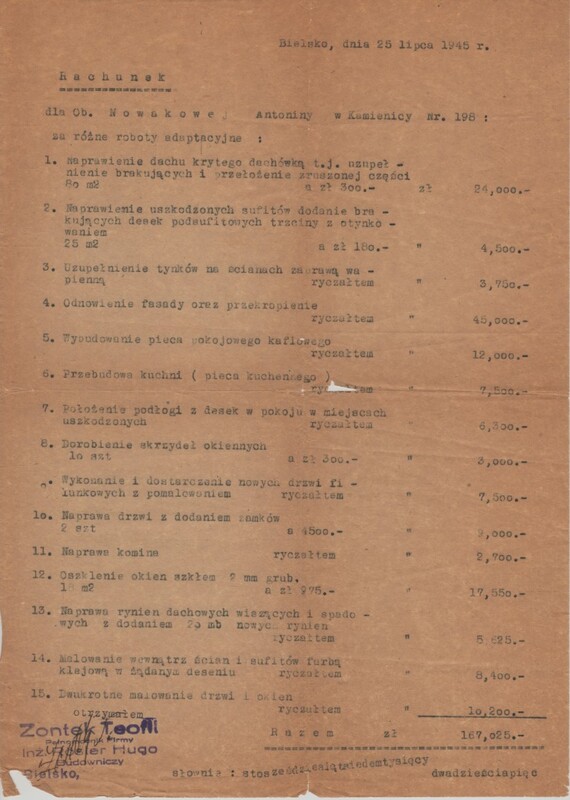 Bielsko, dnia 25 lipca 1945 r.
Rachunek
dla Ob. Nowakowej Antoniny w Kamienicy Nr. 198 :
za różne roboty adaptacyjne :
1. Naprawienie dachu krytego dachówką t.j. uzupeł -
nienie brakujących i przełożenie zruszonej części
80 m2 a zł 300.- zł 24,000.-
2. Naprawienie uszkodzonych sufitów dodanie bra -
kujących desek podsufitowych trzciny z otynko -
waniem
25 m2 a zł 180.- " 4,500.-
3. Uzupełnienie tynków na ścianach zaprawą wa -
pienną ryczałtem " 3,750.-
4. Odnowienie fasady oraz przekropienie
ryczałtem " 45,000.-
5. Wybudowanie pieca pokojowego kaflowego
ryczałtem " 12,000.-
6. Przebudowa kuchni ( pieca kuchennego )
ryczałtem " 7,500.-
7. Położenie podłogi z desek w pokoju w miejscach
uszkodzonych ryczałtem " 6,300.-
8. Dorobienie skrzydeł okiennych
10 szt a zł 300.- " 3,000.-
Wykonanie i dostarczenie nowych drzwi fi -
lunkowych z pomalowaniem ryczałtem " 7,500.-
10. Naprawa drzwi z dodaniem zamków
2 szt a 4500.- " 2,000.-
11. Naprawa komina ryczałtem " 2,700.-
12. Oszklenie okien szkłem 2 mm grub.
18 m2 a zł 975.- " 17,550.-
13. Naprawa rynien dachowych wiszących i spado -
wych z dodaniem 25 mb nowych rynien
ryczałtem " 5,625.-
14. Malowanie wewnątrz ścian i sufitów farbą
klejową w żądanym deseniu ryczałtem " 8,400.-
15. Dwukrotne malowanie drzwi i okien
otrzymałem ryczałtem " 10,200.-
Razem zł 167,025.-
Zontek Teofil
Pełnomocnik Firmy
Inż. Hugo
Budowniczy
Bielsko,
słownie : stosześćdziesiątsiedemtysięcy dwadzieściapięć